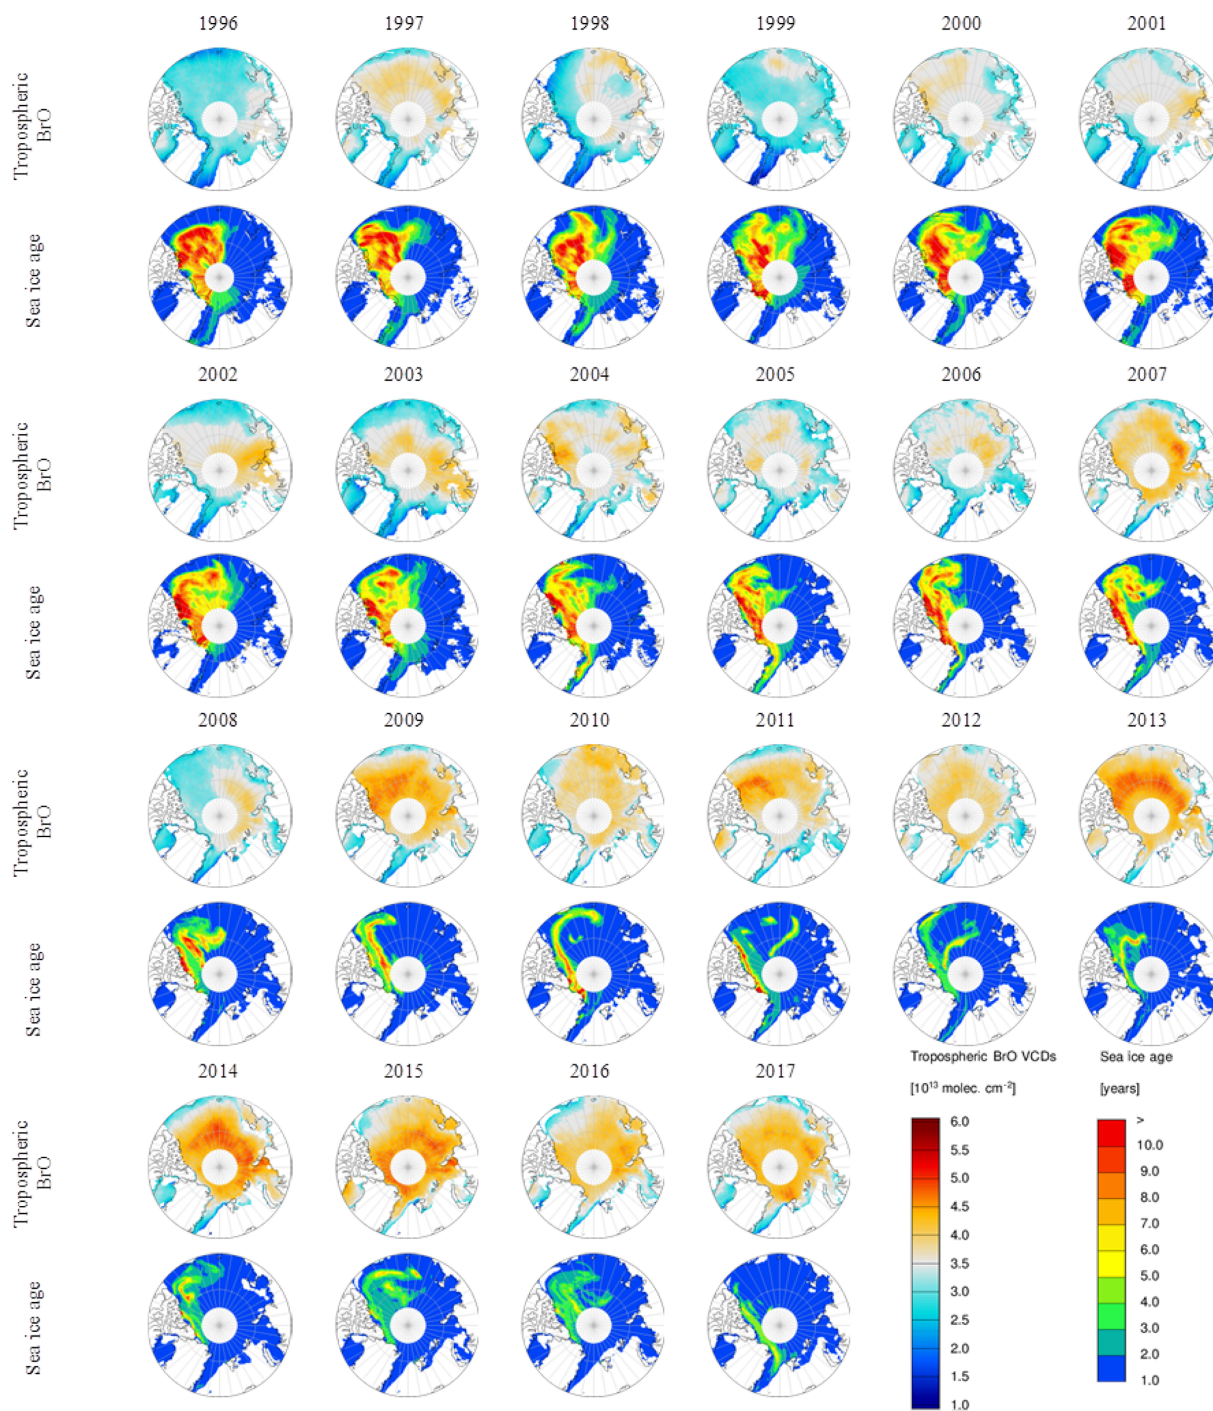 1996 1997 1998 1999 2000 2001
Tropospheric
BrO
Sea ice age
2002 2003 2004 2005 2006 2007
Tropospheric
BrO
Sea ice age
2008 2009 2010 2011 2012 2013
Tropospheric
BrO
Sea ice age
2014 2015 2016 2017
Tropospheric
BrO
Sea ice age
Tropospheric BrO VCDs
[10¹³ molec. cm⁻²]
6.0
5.5
5.0
4.5
4.0
3.5
3.0
2.5
2.0
1.5
1.0
Sea ice age
[years]
>
10.0
9.0
8.0
7.0
6.0
5.0
4.0
3.0
2.0
1.0